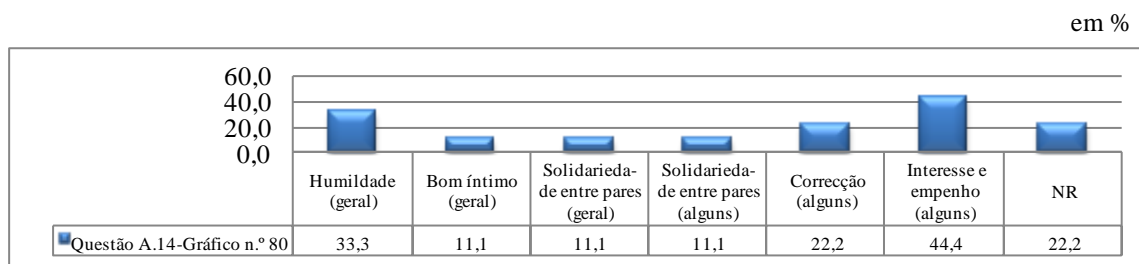 em %
60,0
40,0
20,0
0,0
Humildade
(geral)
Bom íntimo
(geral)
Solidarieda-
de entre pares
(geral)
Solidarieda-
de entre pares
(alguns)
Correcção
(alguns)
Interesse e
empenho
(alguns)
NR
Questão A.14-Gráfico n.º 80 33,3 11,1 11,1 11,1 22,2 44,4 22,2